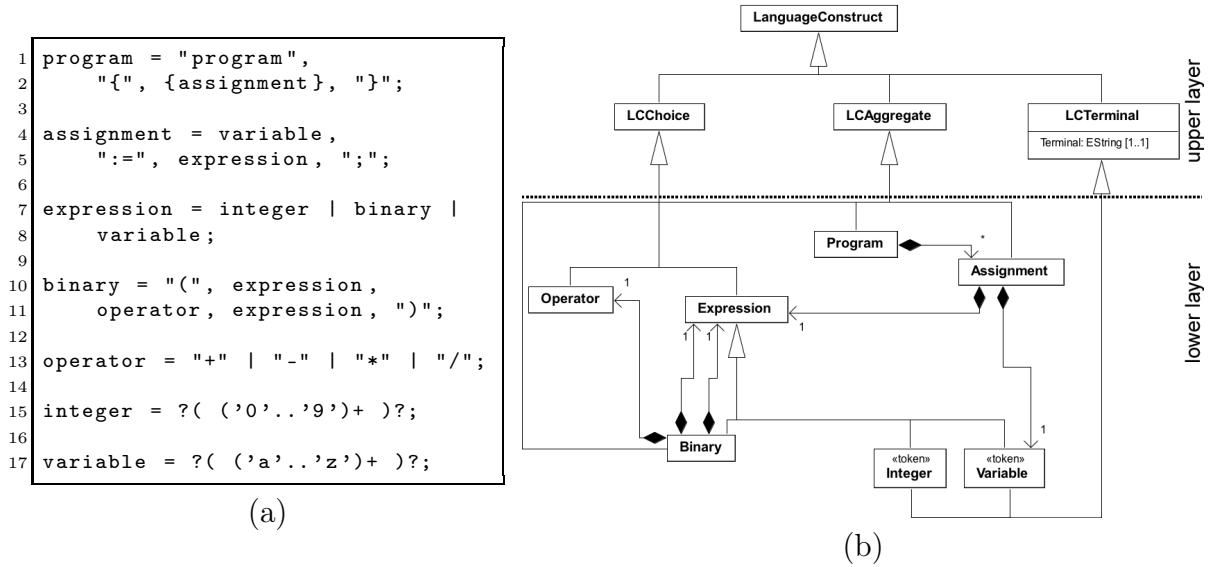 1 program = "program",
2 "{", {assignment}, "}";
3
4 assignment = variable,
5 ":=", expression, ";";
6
7 expression = integer | binary |
8 variable;
9
10 binary = "(", expression,
11 operator, expression, ")";
12
13 operator = "+" | "-" | "*" | "/";
14
15 integer = ?( ('0'..'9')+ )?;
16
17 variable = ?( ('a'..'z')+ )?;
(a)
LanguageConstruct
LCChoice
LCAggregate
LCTerminal
Terminal: EString [1..1]
upper layer
Program
*
Assignment
1
Operator
Expression
1
1
1
lower layer
1
Binary
«token»
Integer
«token»
Variable
(b)